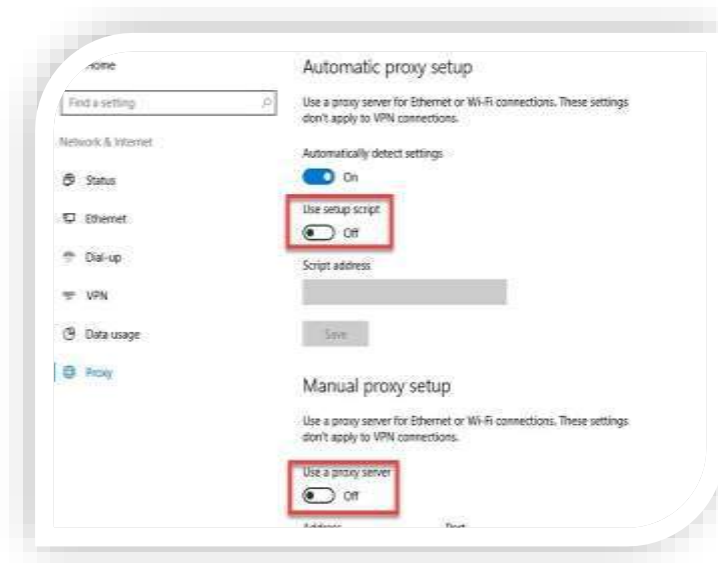 Home
Find a setting
Network & Internet
Status
Ethernet
Dial-up
VPN
Data usage
Proxy
Automatic proxy setup
Use a proxy server for Ethernet or Wi-Fi connections. These settings
don't apply to VPN connections.
Automatically detect settings
On
Use setup script
Off
Script address
Save
Manual proxy setup
Use a proxy server for Ethernet or Wi-Fi connections. These settings
don't apply to VPN connections.
Use a proxy server
Off
Address Port